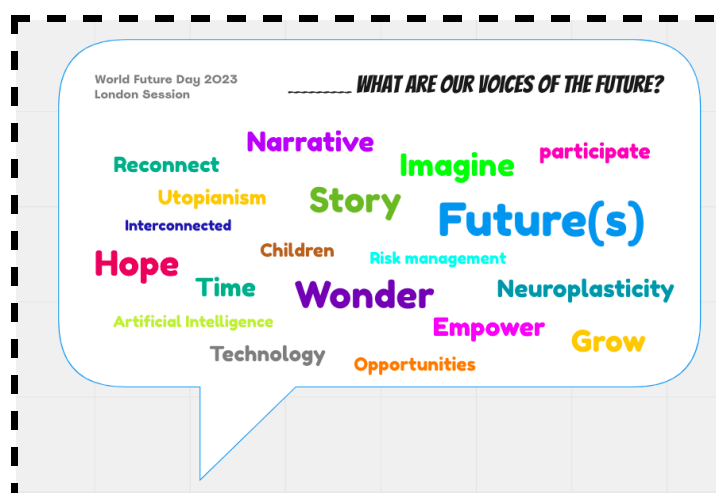 World Future Day 2023
London Session
_________ WHAT ARE OUR VOICES OF THE FUTURE?
Narrative
participate
Reconnect
Imagine
Utopianism
Story
Future(s)
Interconnected
Children
Risk management
Hope
Time
Wonder
Neuroplasticity
Artificial Intelligence
Empower
Grow
Technology
Opportunities